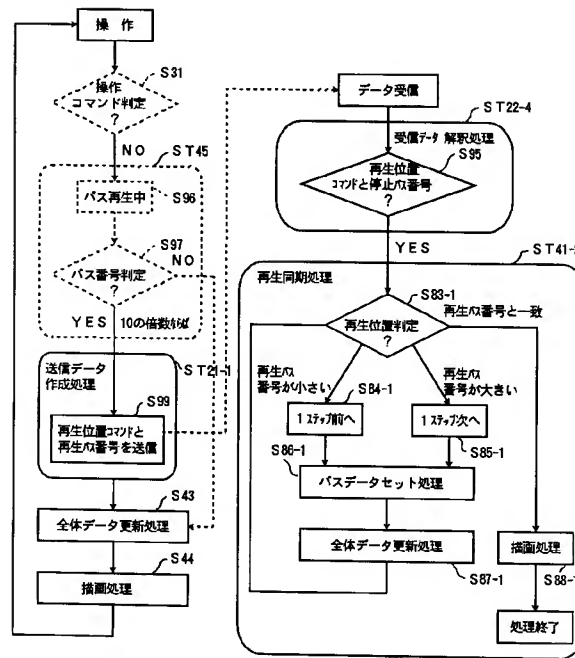 操 作
S31
操作
コマンド判定
?
NO
ST45
パス再生中
S96
S97
NO
パス番号判定
?
YES
10の倍数ならば
ST21-1
送信データ
作成処理
S99
再生位置コマンドと
再生パス番号を送信
S43
全体データ更新処理
S44
描画処理
データ受信
ST22-4
受信データ 解釈処理
S95
再生位置
コマンドと停止パス番号
?
YES
ST41-
再生同期処理
S83-1
再生パス番号と一致
再生位置判定
?
再生パス
番号が小さい
S84-1
再生パス
番号が大きい
1ステップ前へ
1ステップ次へ
S85-1
S86-1
パスデータセット処理
全体データ更新処理
S87-1
描画処理
S88-
処理終了